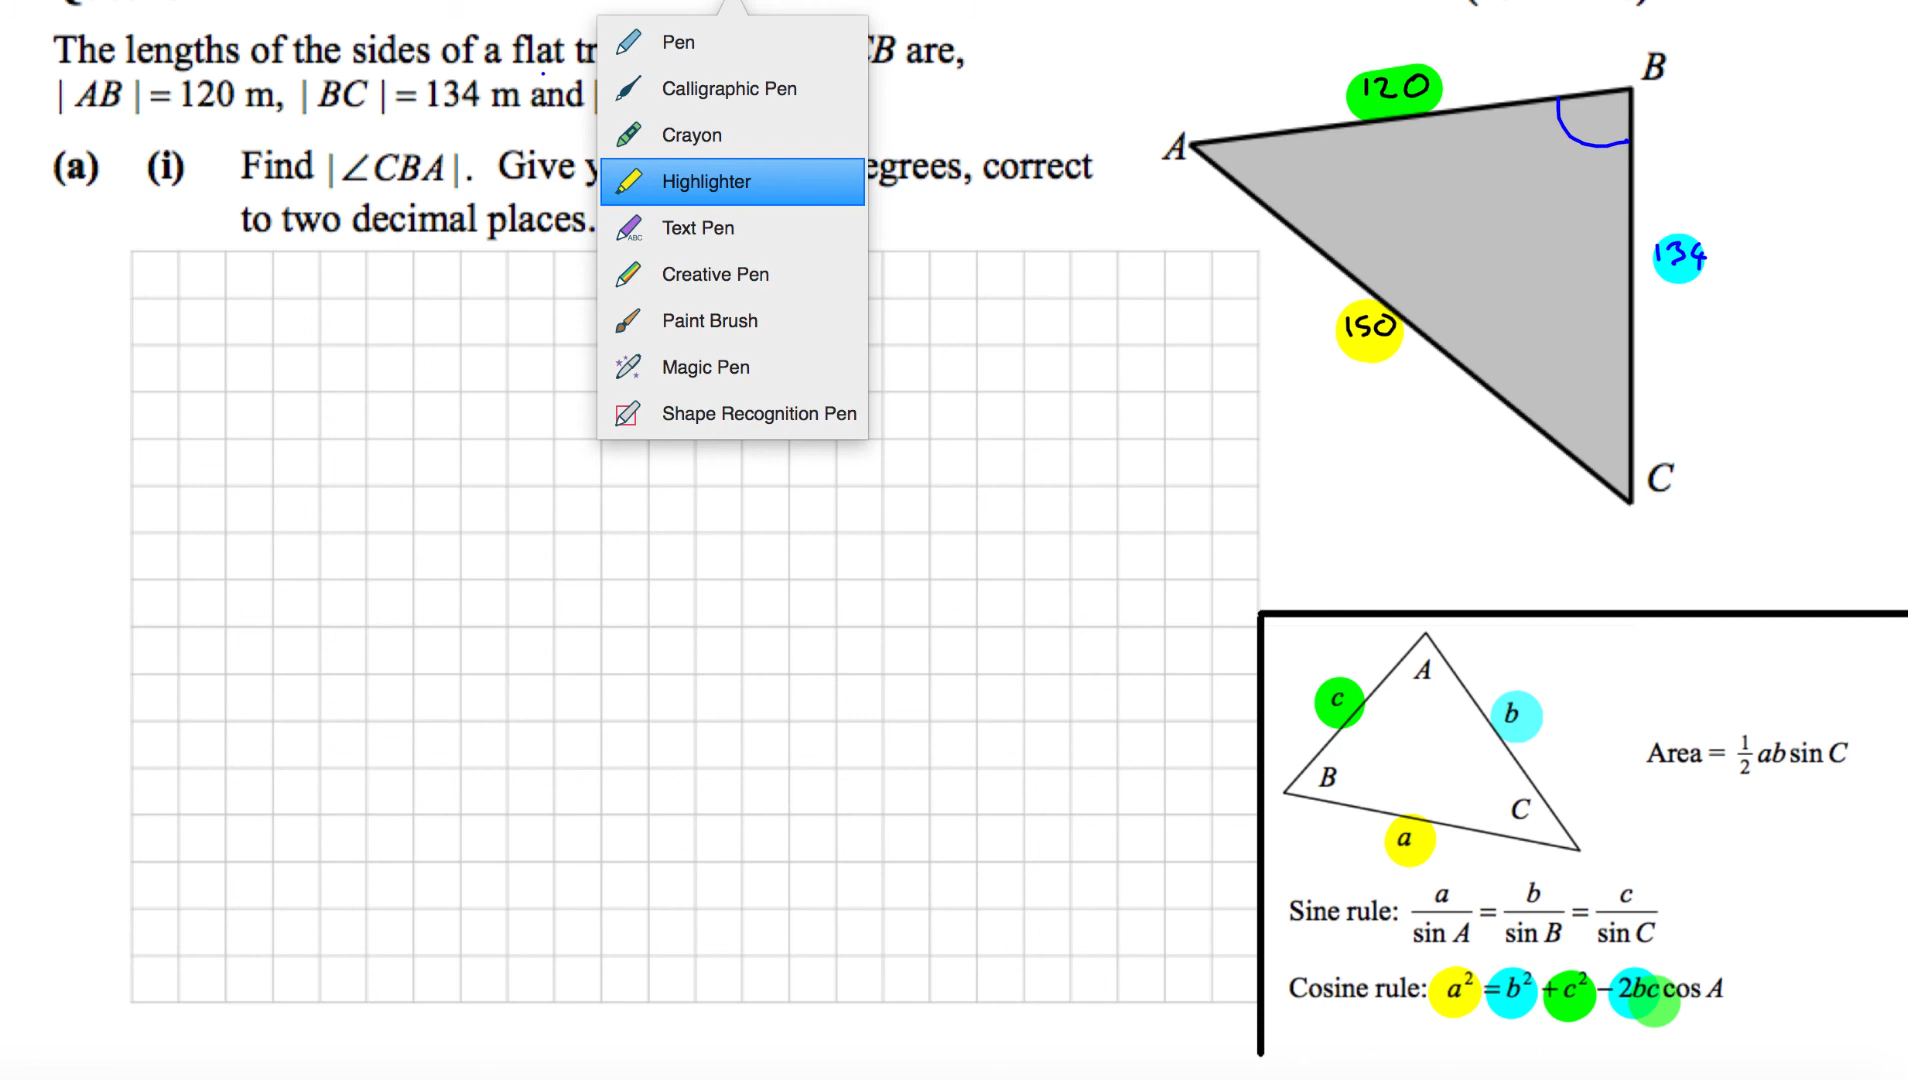 The lengths of the sides of a flat tr
B are,
| AB | = 120 m, | BC | = 134 m and |
(a) (i) Find |∠CBA|. Give y
egrees, correct
to two decimal places.
Pen
Calligraphic Pen
Crayon
Highlighter
Text Pen
ABC
Creative Pen
Paint Brush
Magic Pen
Shape Recognition Pen
B
120
A
134
150
C
A
c
b
B
C
a
Area = 1/2 ab sin C
Sine rule: a/sin A = b/sin B = c/sin C
Cosine rule: a² = b² + c² − 2bc cos A